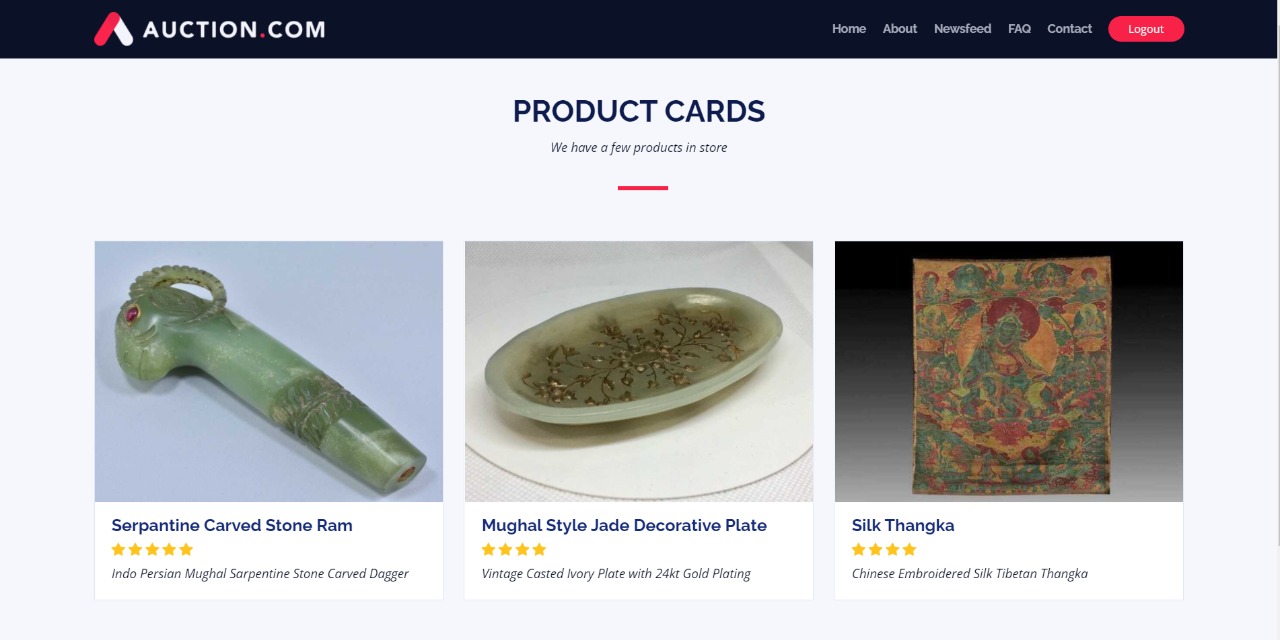 AUCTION.COM
Home About Newsfeed FAQ Contact Logout
PRODUCT CARDS
We have a few products in store
Serpantine Carved Stone Ram
Indo Persian Mughal Sarpentine Stone Carved Dagger
Mughal Style Jade Decorative Plate
Vintage Casted Ivory Plate with 24kt Gold Plating
Silk Thangka
Chinese Embroidered Silk Tibetan Thangka